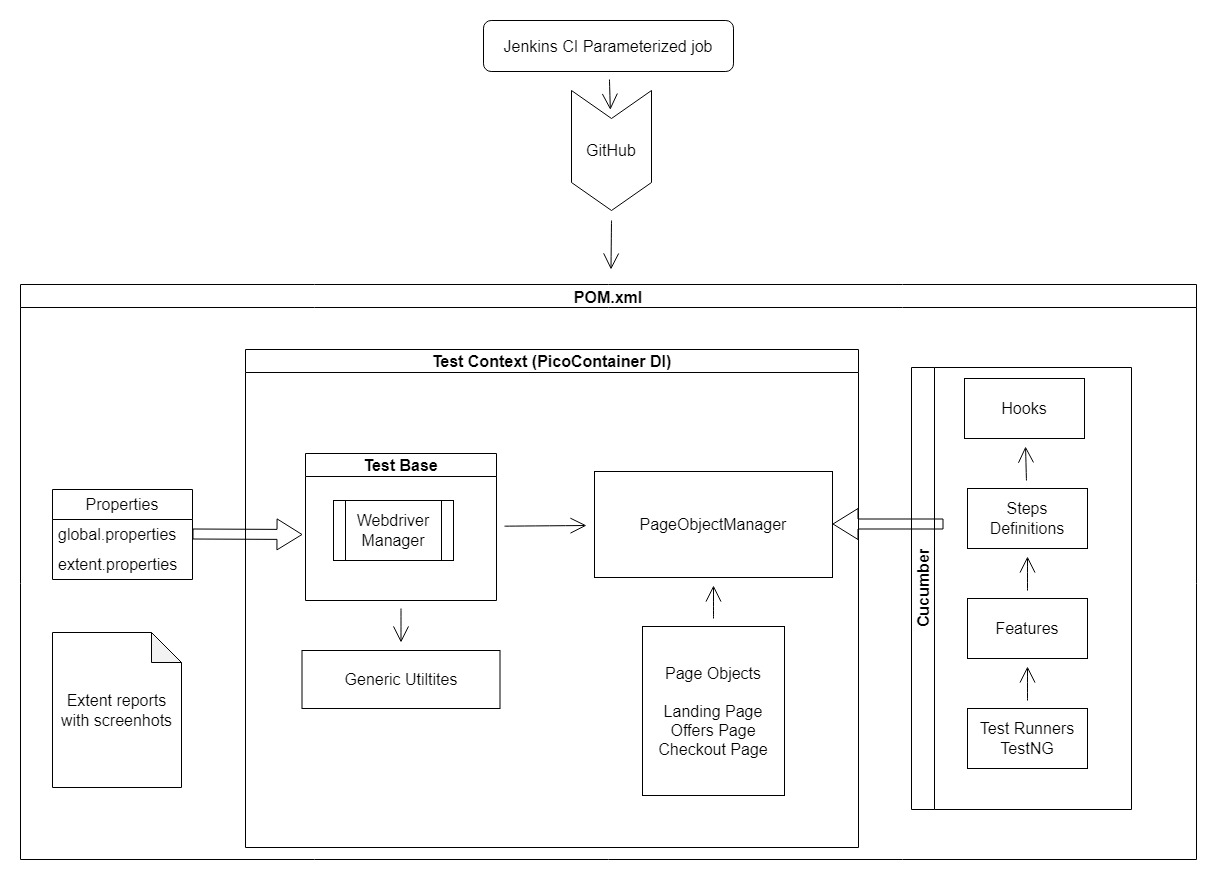 Jenkins CI Parameterized job
GitHub
POM.xml
Test Context (PicoContainer DI)
Test Base
Webdriver
Manager
Generic Utiltites
PageObjectManager
Page Objects
Landing Page
Offers Page
Checkout Page
Properties
global.properties
extent.properties
Extent reports
with screenhots
Cucumber
Hooks
Steps
Definitions
Features
Test Runners
TestNG